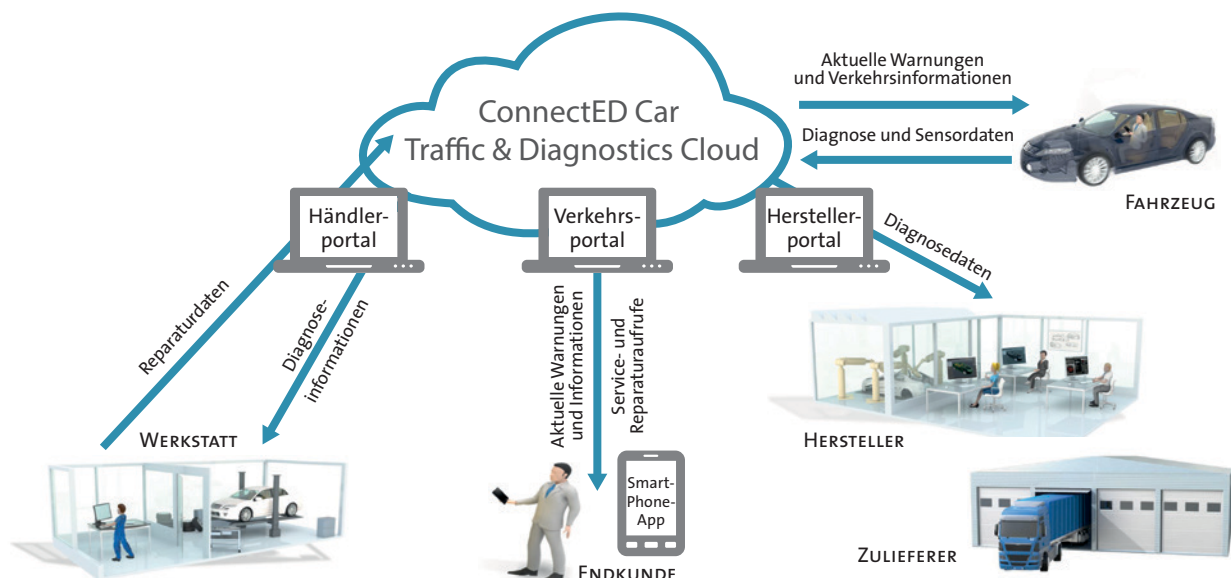 ConnectED Car
Traffic & Diagnostics Cloud
Aktuelle Warnungen
und Verkehrsinformationen
Diagnose und Sensordaten
FAHRZEUG
Händler-
portal
Verkehrs-
portal
Hersteller-
portal
Reparaturdaten
Diagnose-
informationen
Aktuelle Warnungen
und Informationen
Service- und
Reparaturaufrufe
Diagnosedaten
WERKSTATT
HERSTELLER
Smart-
Phone-
App
ENDKUNDE
ZULIEFERER